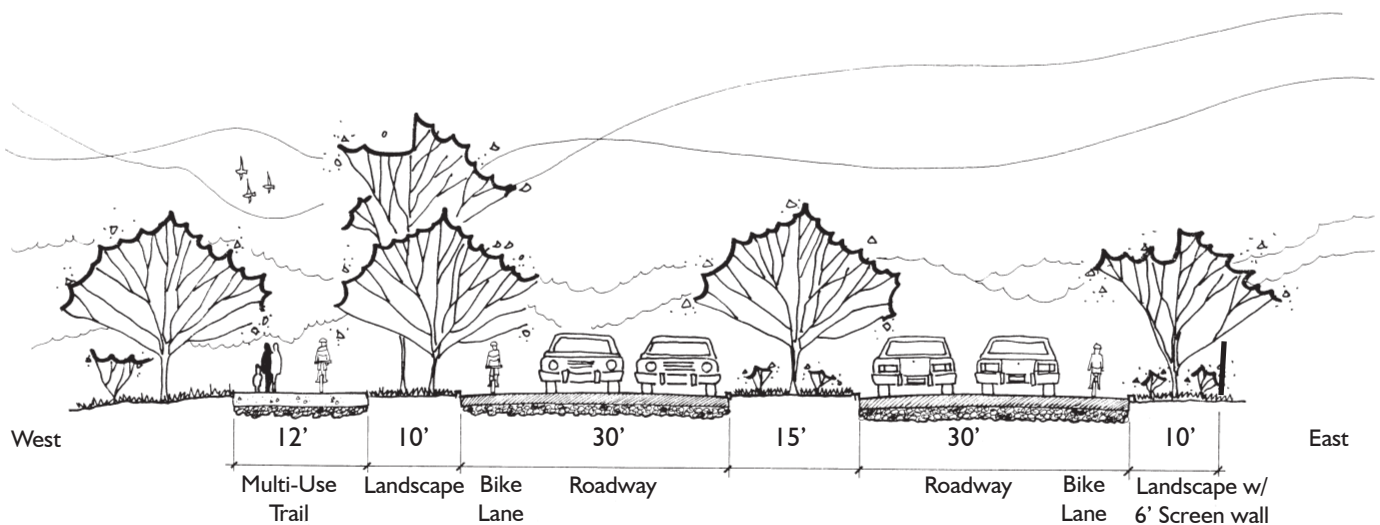 West 12’ 10’ 30’ 15’ 30’ 10’ East
Multi-Use Landscape Bike Roadway Roadway Bike Landscape w/
Trail Lane Lane 6’ Screen wall